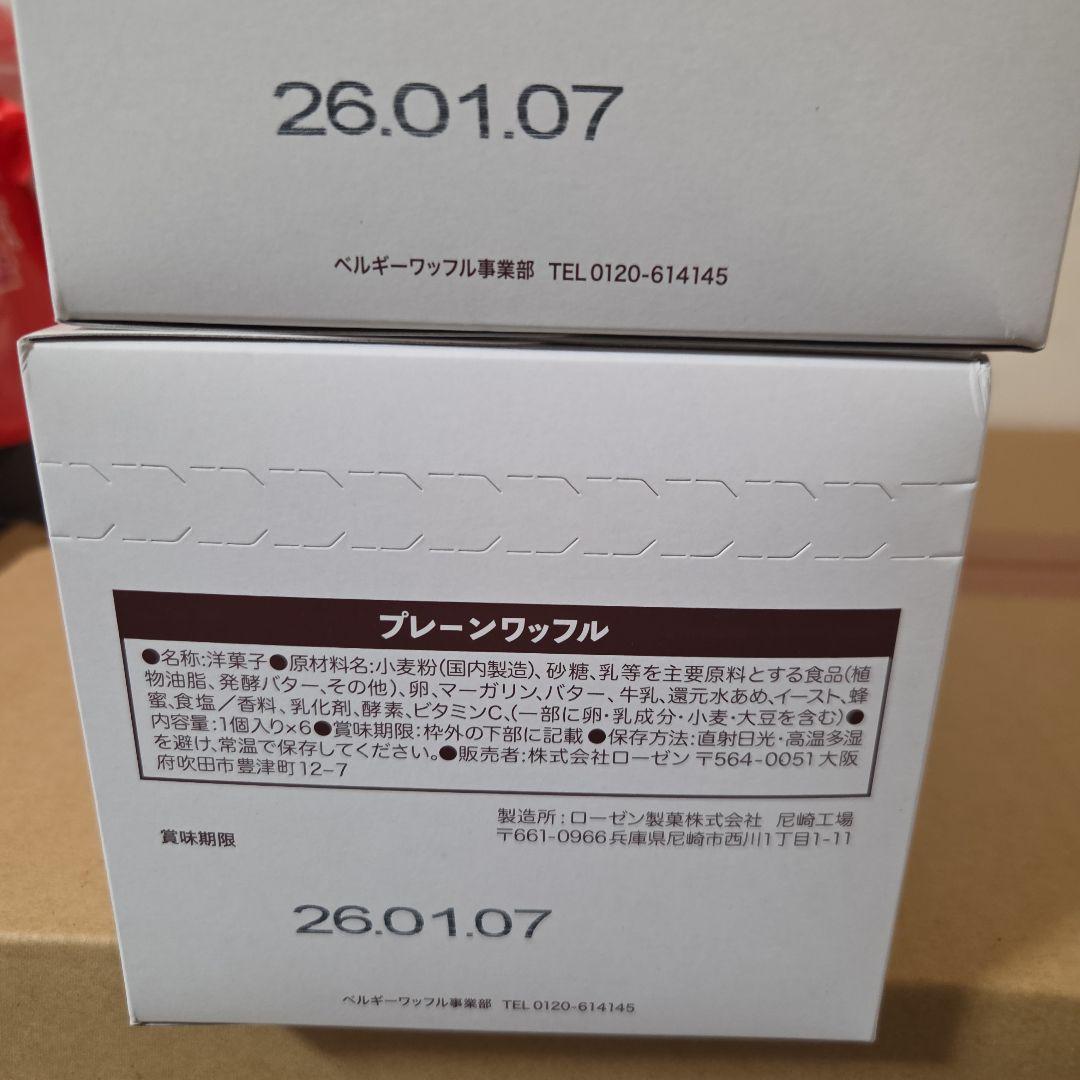 26.01.07
ベルギーワッフル事業部 TEL 0120-614145
プレーンワッフル
●名称:洋菓子●原材料名:小麦粉(国内製造)、砂糖、乳等を主要原料とする食品(植
物油脂、発酵バター、その他)、卵、マーガリン、バター、牛乳、還元水あめ、イースト、蜂
蜜、食塩／香料、乳化剤、酵素、ビタミンC、(一部に卵・乳成分・小麦・大豆を含む)●
内容量:1個入り×6●賞味期限:枠外の下部に記載●保存方法:直射日光・高温多湿
を避け、常温で保存してください。●販売者:株式会社ローゼン 〒564-0051大阪
府吹田市豊津町12-7
製造所:ローゼン製菓株式会社 尼崎工場
〒661-0966兵庫県尼崎市西川1丁目1-11
賞味期限
26.01.07
ベルギーワッフル事業部 TEL 0120-614145